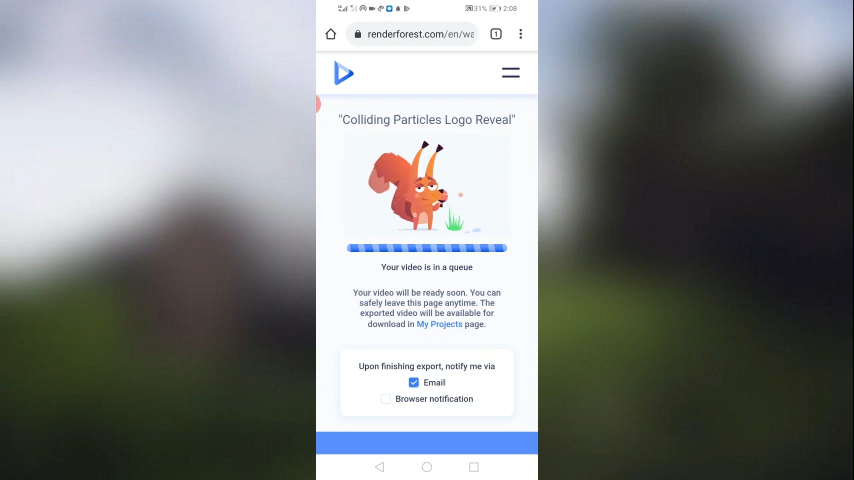 31% 2:08
renderforest.com/en/wa
1
"Colliding Particles Logo Reveal"
Your video is in a queue
Your video will be ready soon. You can
safely leave this page anytime. The
exported video will be available for
download in My Projects page.
Upon finishing export, notify me via
Email
Browser notification